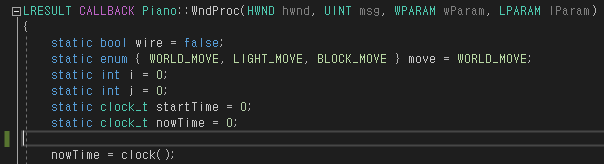 LRESULT CALLBACK Piano::WndProc(HWND hwnd, UINT msg, WPARAM wParam, LPARAM lParam)
{
static bool wire = false;
static enum { WORLD_MOVE, LIGHT_MOVE, BLOCK_MOVE } move = WORLD_MOVE;
static int i = 0;
static int j = 0;
static clock_t startTime = 0;
static clock_t nowTime = 0;
nowTime = clock();